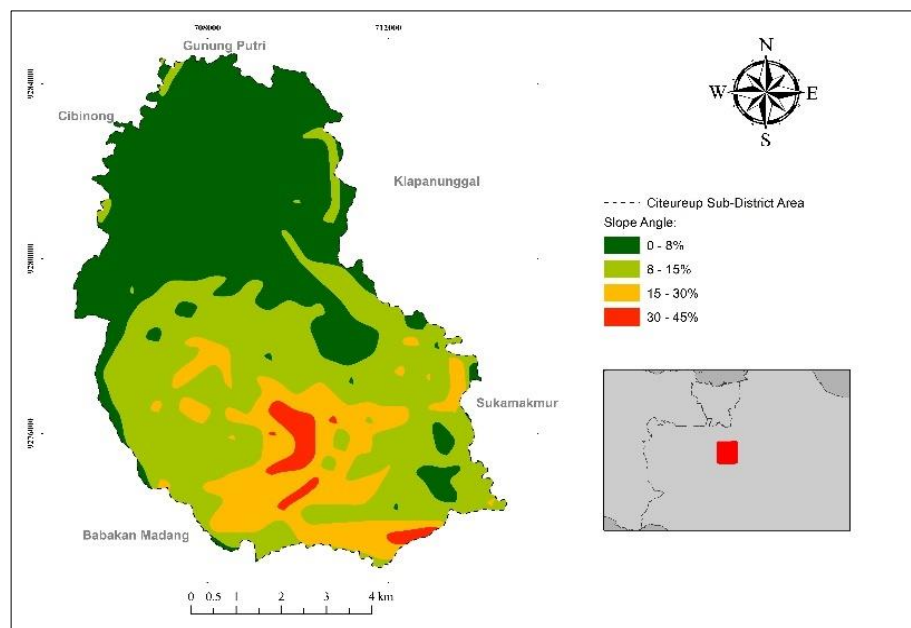 708000
712000
Gunung Putri
9284000
Cibinong
Klapanunggal
9280000
Sukamakmur
9276000
Babakan Madang
0 0.5 1 2 3 4 km
N
W E
S
Citeureup Sub-District Area
Slope Angle:
0 - 8%
8 - 15%
15 - 30%
30 - 45%